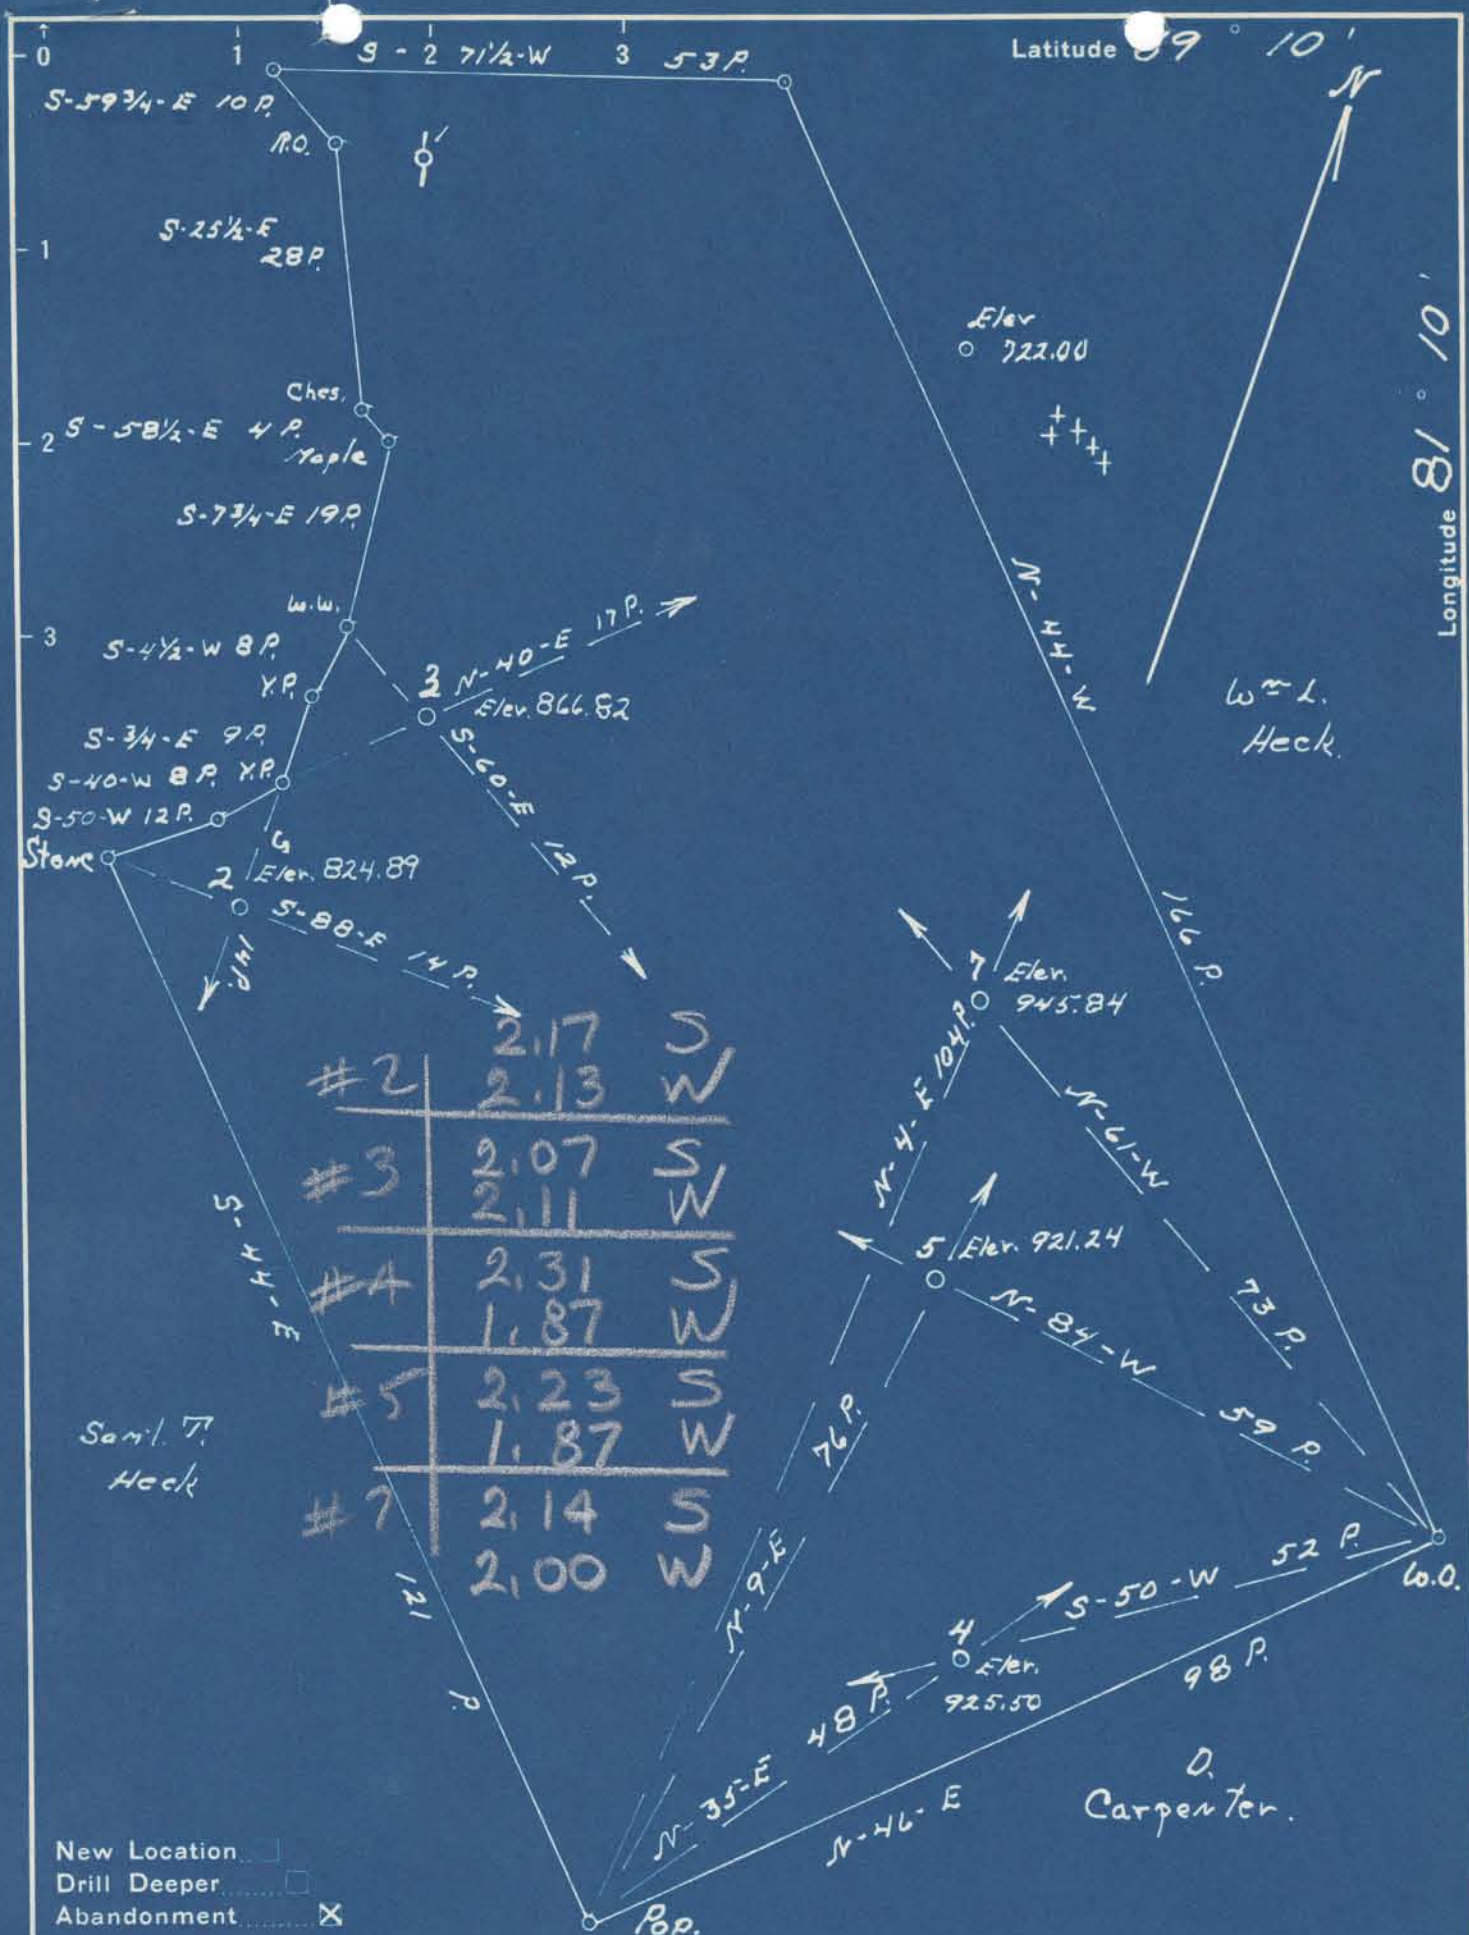 0 1 2 3
S - 71½-W 53 P.
Latitude 39° 10'
N
S-59¾-E 10 P.
R.O.
S-25½-E
28 P.
1
Elev
722.00
Longitude 81° 10'
Ches.
S-58½-E 4 P.
2
Maple
S-7¾-E 19 P.
N-44-W
166 P.
W.W.
3
S-4½-W 8 P.
Y.P.
3
N-40-E 17 P.
Elev. 866.82
Wm L.
Heck.
S-¾-E 9 P.
S-40-W 8 P. Y.P.
S-60-E 12 P.
S-50-W 12 P.
Stone
2 Elev. 824.89
S-88-E 14 P.
14 P.
7 Elev.
945.84
#2 2.17 S
2.13 W
#3 2.07 S
2.11 W
#4 2.31 S
1.87 W
#5 2.23 S
1.87 W
#7 2.14 S
2.00 W
N-4-E 104 P.
N-61-W
73 P.
5 Elev. 921.24
N-84-W
59 P.
S-44-E
121 P.
Saml. T.
Heck
76 P.
N-9-E
S-50-W 52 P.
W.O.
4
Elev.
925.50
N-35-E 48 P.
98 P.
N-46-E
D.
Carpenter.
New Location
Drill Deeper
Abandonment X
Pop.